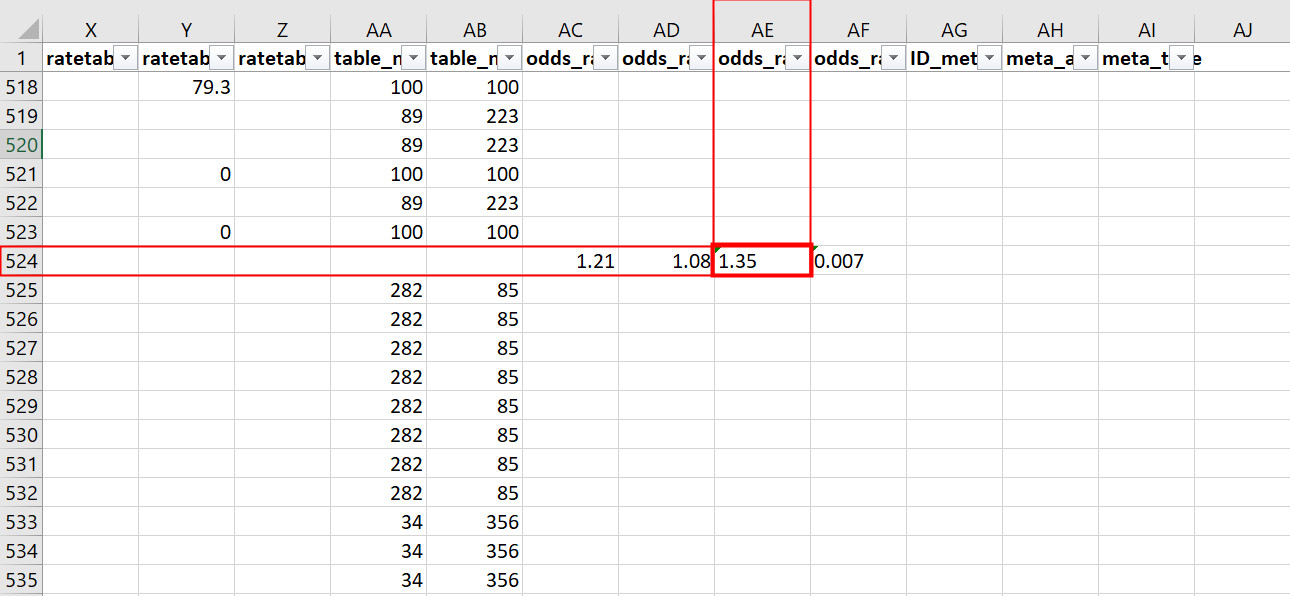 X Y Z AA AB AC AD AE AF AG AH AI AJ
1 ratetab ratetab ratetab table_n table_n odds_ra odds_ra odds_ra odds_ra ID_met meta_a meta_t e
518 79.3 100 100
519 89 223
520 89 223
521 0 100 100
522 89 223
523 0 100 100
524 1.21 1.08 1.35 0.007
525 282 85
526 282 85
527 282 85
528 282 85
529 282 85
530 282 85
531 282 85
532 282 85
533 34 356
534 34 356
535 34 356